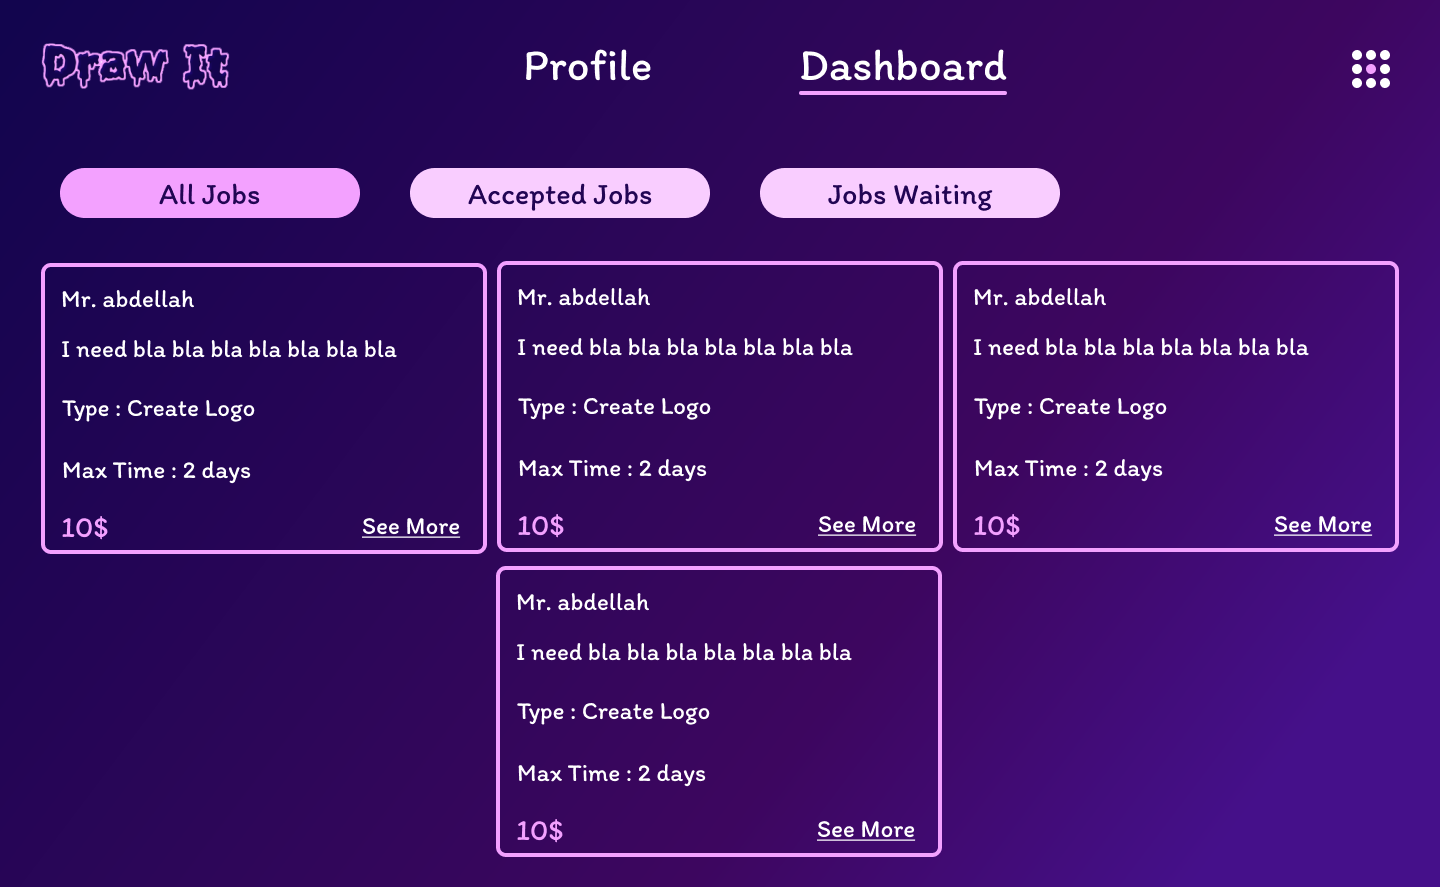 Draw It
Profile
Dashboard
All Jobs
Accepted Jobs
Jobs Waiting
Mr. abdellah
I need bla bla bla bla bla bla bla
Type : Create Logo
Max Time : 2 days
10$
See More
Mr. abdellah
I need bla bla bla bla bla bla bla
Type : Create Logo
Max Time : 2 days
10$
See More
Mr. abdellah
I need bla bla bla bla bla bla bla
Type : Create Logo
Max Time : 2 days
10$
See More
Mr. abdellah
I need bla bla bla bla bla bla bla
Type : Create Logo
Max Time : 2 days
10$
See More